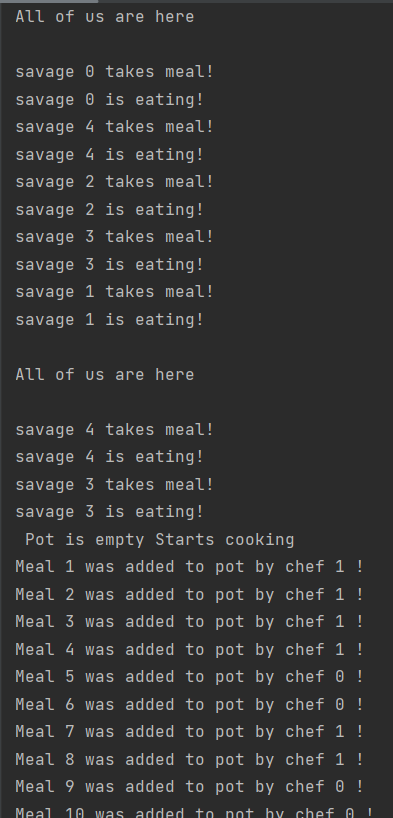 All of us are here
savage 0 takes meal!
savage 0 is eating!
savage 4 takes meal!
savage 4 is eating!
savage 2 takes meal!
savage 2 is eating!
savage 3 takes meal!
savage 3 is eating!
savage 1 takes meal!
savage 1 is eating!
All of us are here
savage 4 takes meal!
savage 4 is eating!
savage 3 takes meal!
savage 3 is eating!
Pot is empty Starts cooking
Meal 1 was added to pot by chef 1 !
Meal 2 was added to pot by chef 1 !
Meal 3 was added to pot by chef 1 !
Meal 4 was added to pot by chef 1 !
Meal 5 was added to pot by chef 0 !
Meal 6 was added to pot by chef 0 !
Meal 7 was added to pot by chef 1 !
Meal 8 was added to pot by chef 1 !
Meal 9 was added to pot by chef 0 !
Meal 10 was added to pot by chef 0 !